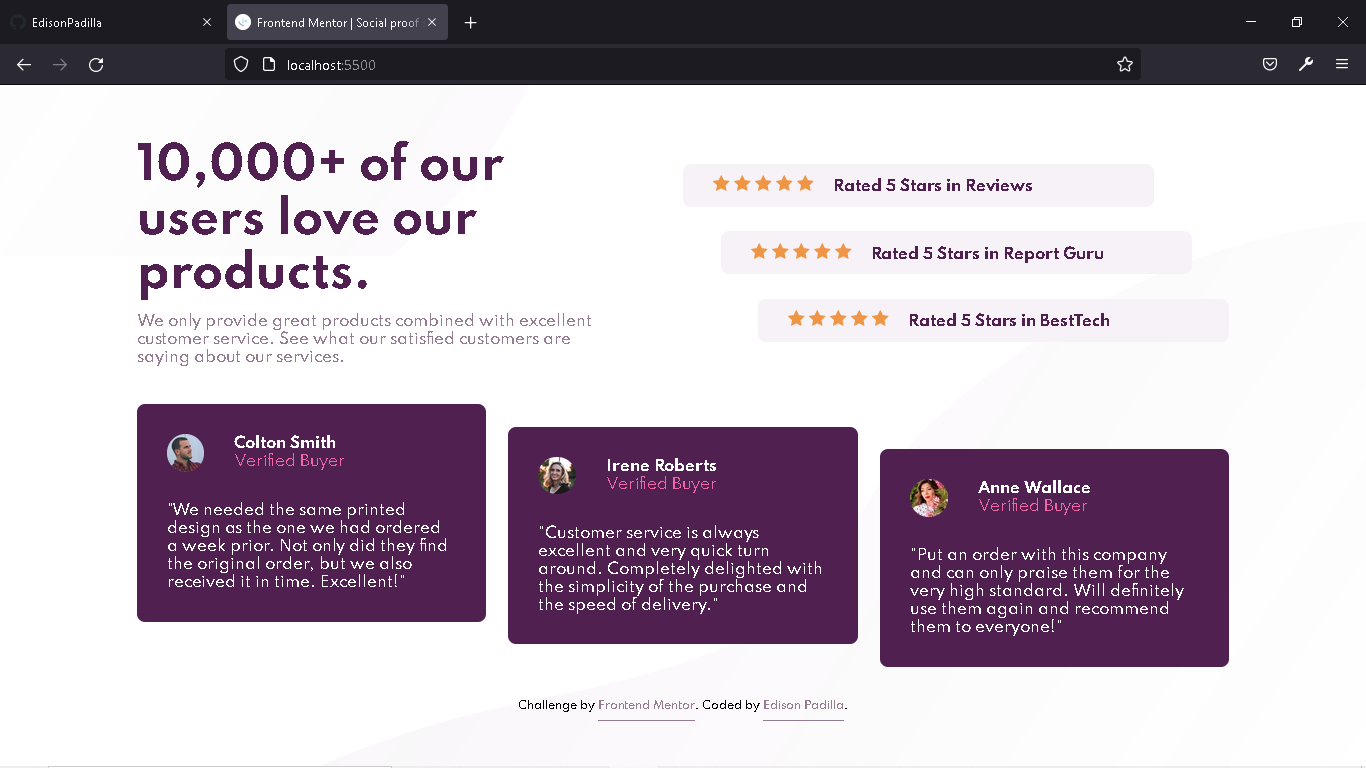 EdisonPadilla
Frontend Mentor | Social proof
localhost:5500
10,000+ of our
users love our
products.
We only provide great products combined with excellent
customer service. See what our satisfied customers are
saying about our services.
Rated 5 Stars in Reviews
Rated 5 Stars in Report Guru
Rated 5 Stars in BestTech
Colton Smith
Verified Buyer
"We needed the same printed
design as the one we had ordered
a week prior. Not only did they find
the original order, but we also
received it in time. Excellent!"
Irene Roberts
Verified Buyer
"Customer service is always
excellent and very quick turn
around. Completely delighted with
the simplicity of the purchase and
the speed of delivery."
Anne Wallace
Verified Buyer
"Put an order with this company
and can only praise them for the
very high standard. Will definitely
use them again and recommend
them to everyone!"
Challenge by Frontend Mentor. Coded by Edison Padilla.